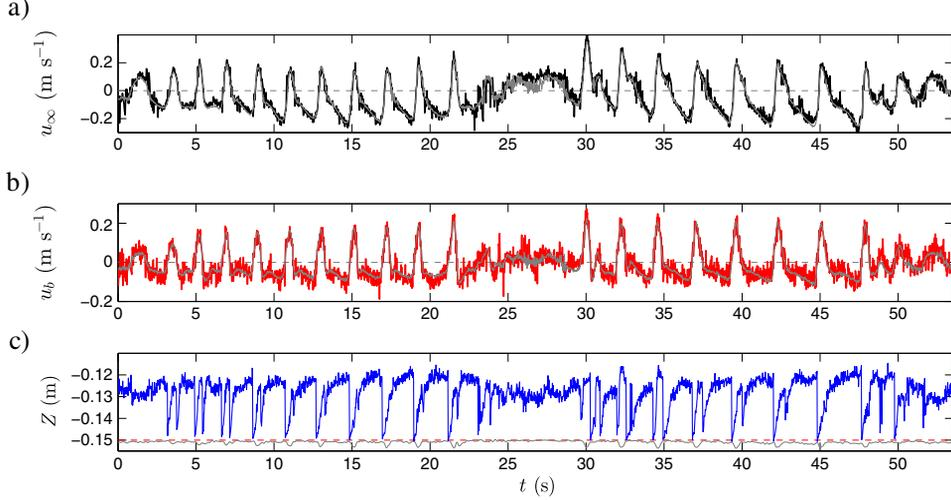 a)
u∞ (m s⁻¹)
0.2
0
−0.2
0 5 10 15 20 25 30 35 40 45 50
b)
u_b (m s⁻¹)
0.2
0
−0.2
0 5 10 15 20 25 30 35 40 45 50
c)
Z (m)
−0.12
−0.13
−0.14
−0.15
0 5 10 15 20 25 30 35 40 45 50
t (s)